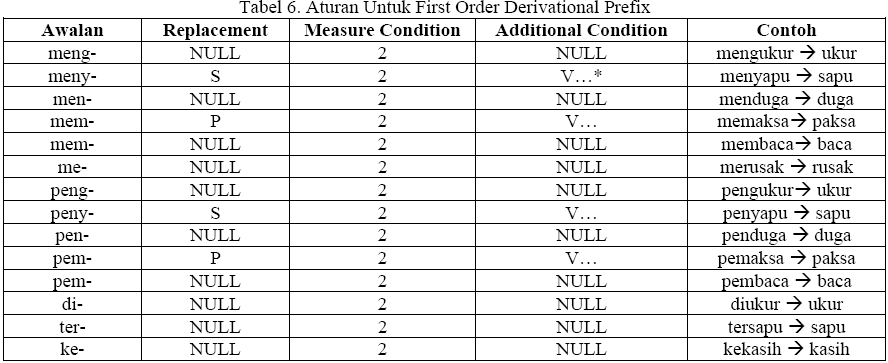 Tabel 6. Aturan Untuk First Order Derivational Prefix
Awalan Replacement Measure Condition Additional Condition Contoh
meng- NULL 2 NULL mengukur → ukur
meny- S 2 V…* menyapu → sapu
men- NULL 2 NULL menduga → duga
mem- P 2 V… memaksa → paksa
mem- NULL 2 NULL membaca → baca
me- NULL 2 NULL merusak → rusak
peng- NULL 2 NULL pengukur → ukur
peny- S 2 V… penyapu → sapu
pen- NULL 2 NULL penduga → duga
pem- P 2 V… pemaksa → paksa
pem- NULL 2 NULL pembaca → baca
di- NULL 2 NULL diukur → ukur
ter- NULL 2 NULL tersapu → sapu
ke- NULL 2 NULL kekasih → kasih